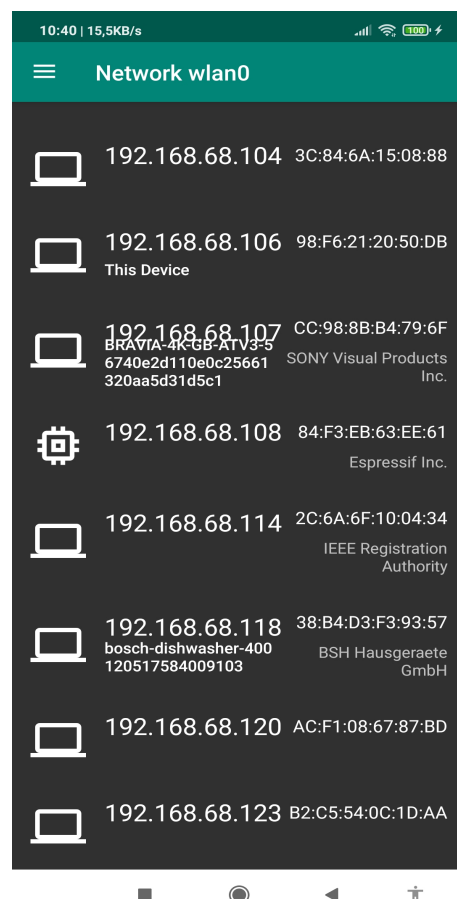 10:40 | 15,5KB/s
100
Network wlan0
192.168.68.104 3C:84:6A:15:08:88
192.168.68.106 98:F6:21:20:50:DB
This Device
192.168.68.107 CC:98:8B:B4:79:6F
BRAVIA-4K-GB-ATV3-5
6740e2d110e0c25661
320aa5d31d5c1
SONY Visual Products
Inc.
192.168.68.108 84:F3:EB:63:EE:61
Espressif Inc.
192.168.68.114 2C:6A:6F:10:04:34
IEEE Registration
Authority
192.168.68.118 38:B4:D3:F3:93:57
bosch-dishwasher-400
120517584009103
BSH Hausgeraete
GmbH
192.168.68.120 AC:F1:08:67:87:BD
192.168.68.123 B2:C5:54:0C:1D:AA